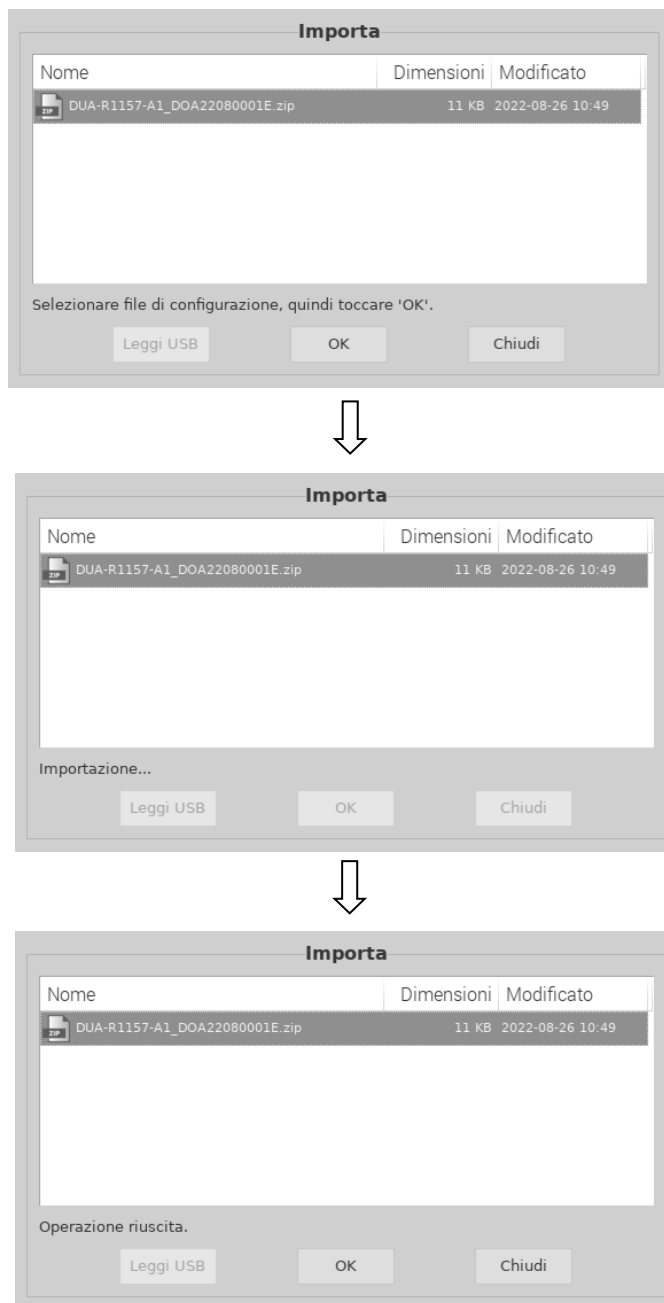 Importa
Nome Dimensioni Modificato
ZIP DUA-R1157-A1_DOA22080001E.zip 11 KB 2022-08-26 10:49
Selezionare file di configurazione, quindi toccare 'OK'.
Leggi USB OK Chiudi
Importa
Nome Dimensioni Modificato
ZIP DUA-R1157-A1_DOA22080001E.zip 11 KB 2022-08-26 10:49
Importazione...
Leggi USB OK Chiudi
Importa
Nome Dimensioni Modificato
ZIP DUA-R1157-A1_DOA22080001E.zip 11 KB 2022-08-26 10:49
Operazione riuscita.
Leggi USB OK Chiudi